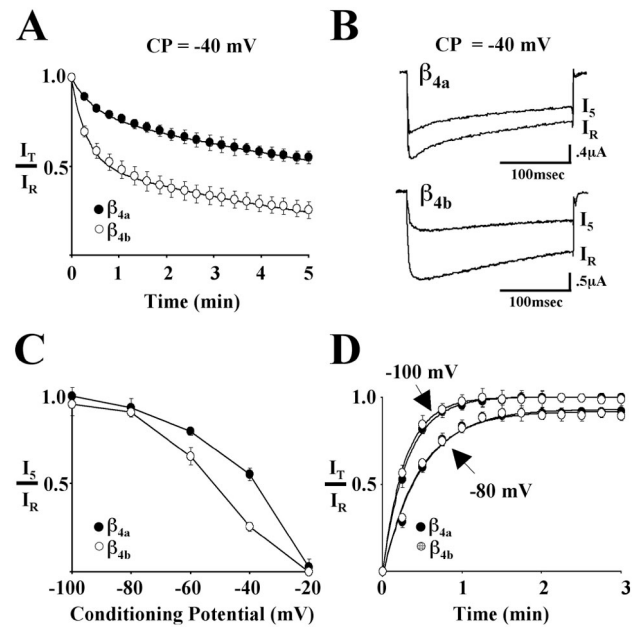 A
CP = -40 mV
1.0
0.5
I_T
I_R
β4a
β4b
0 1 2 3 4 5
Time (min)
B
CP = -40 mV
β4a
I5
IR
.4µA
100msec
β4b
I5
IR
.5µA
100msec
C
1.0
0.5
I5
IR
β4a
β4b
-100 -80 -60 -40 -20
Conditioning Potential (mV)
D
-100 mV
1.0
0.5
IT
IR
-80 mV
β4a
β4b
0 1 2 3
Time (min)